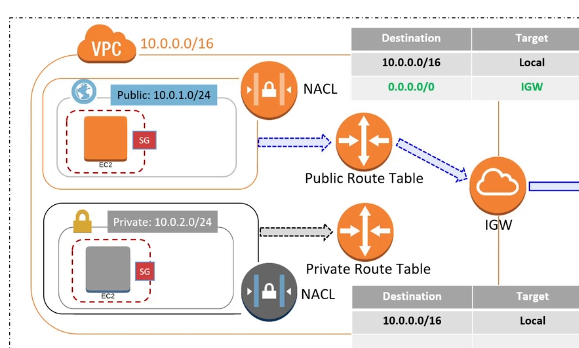 VPC 10.0.0.0/16
Destination Target
10.0.0.0/16 Local
0.0.0.0/0 IGW
Public: 10.0.1.0/24
NACL
SG
EC2
Public Route Table
IGW
Private: 10.0.2.0/24
SG
EC2
NACL
Private Route Table
Destination Target
10.0.0.0/16 Local